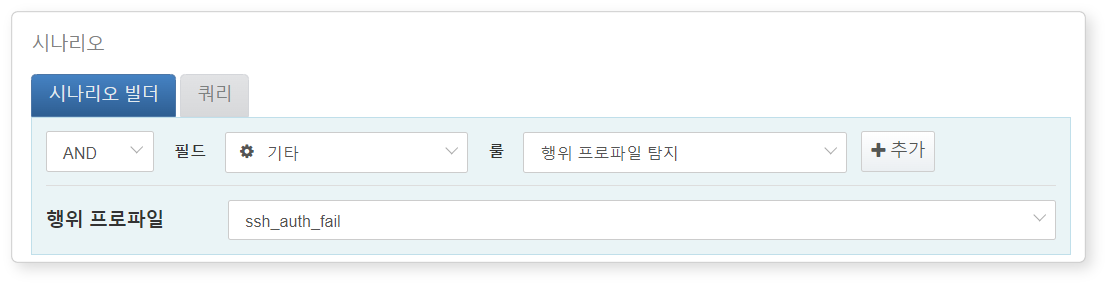 시나리오
시나리오 빌더 쿼리
AND 필드 기타 룰 행위 프로파일 탐지 추가
행위 프로파일 ssh_auth_fail